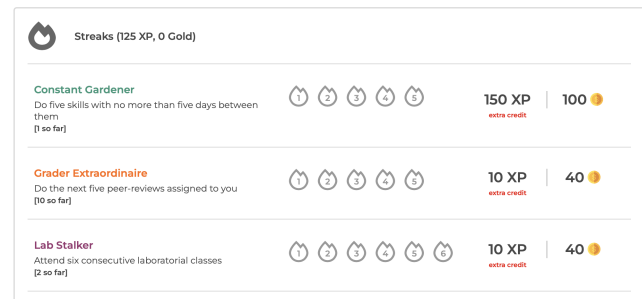 Streaks (125 XP, 0 Gold)
Constant Gardener
Do five skills with no more than five days between
them
[1 so far]
1 2 3 4 5
150 XP
extra credit
100
Grader Extraordinaire
Do the next five peer-reviews assigned to you
[10 so far]
1 2 3 4 5
10 XP
extra credit
40
Lab Stalker
Attend six consecutive laboratorial classes
[2 so far]
1 2 3 4 5 6
10 XP
extra credit
40